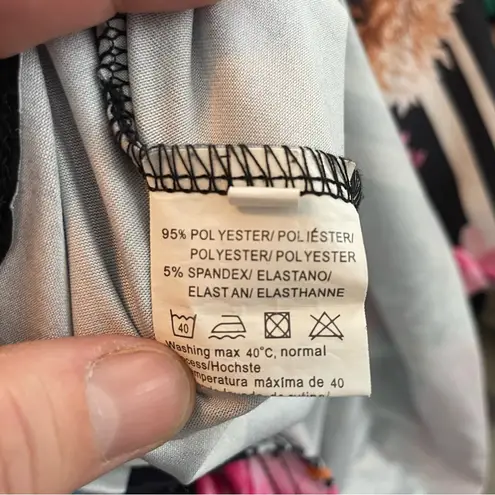 95% POLYESTER/ POLIÉSTER/
POLYESTER/ POLYESTER
5% SPANDEX/ ELASTANO/
ELASTAN/ ELASTHANNE
40
Washing max 40°C, normal
/Hochste
máxIma de 40